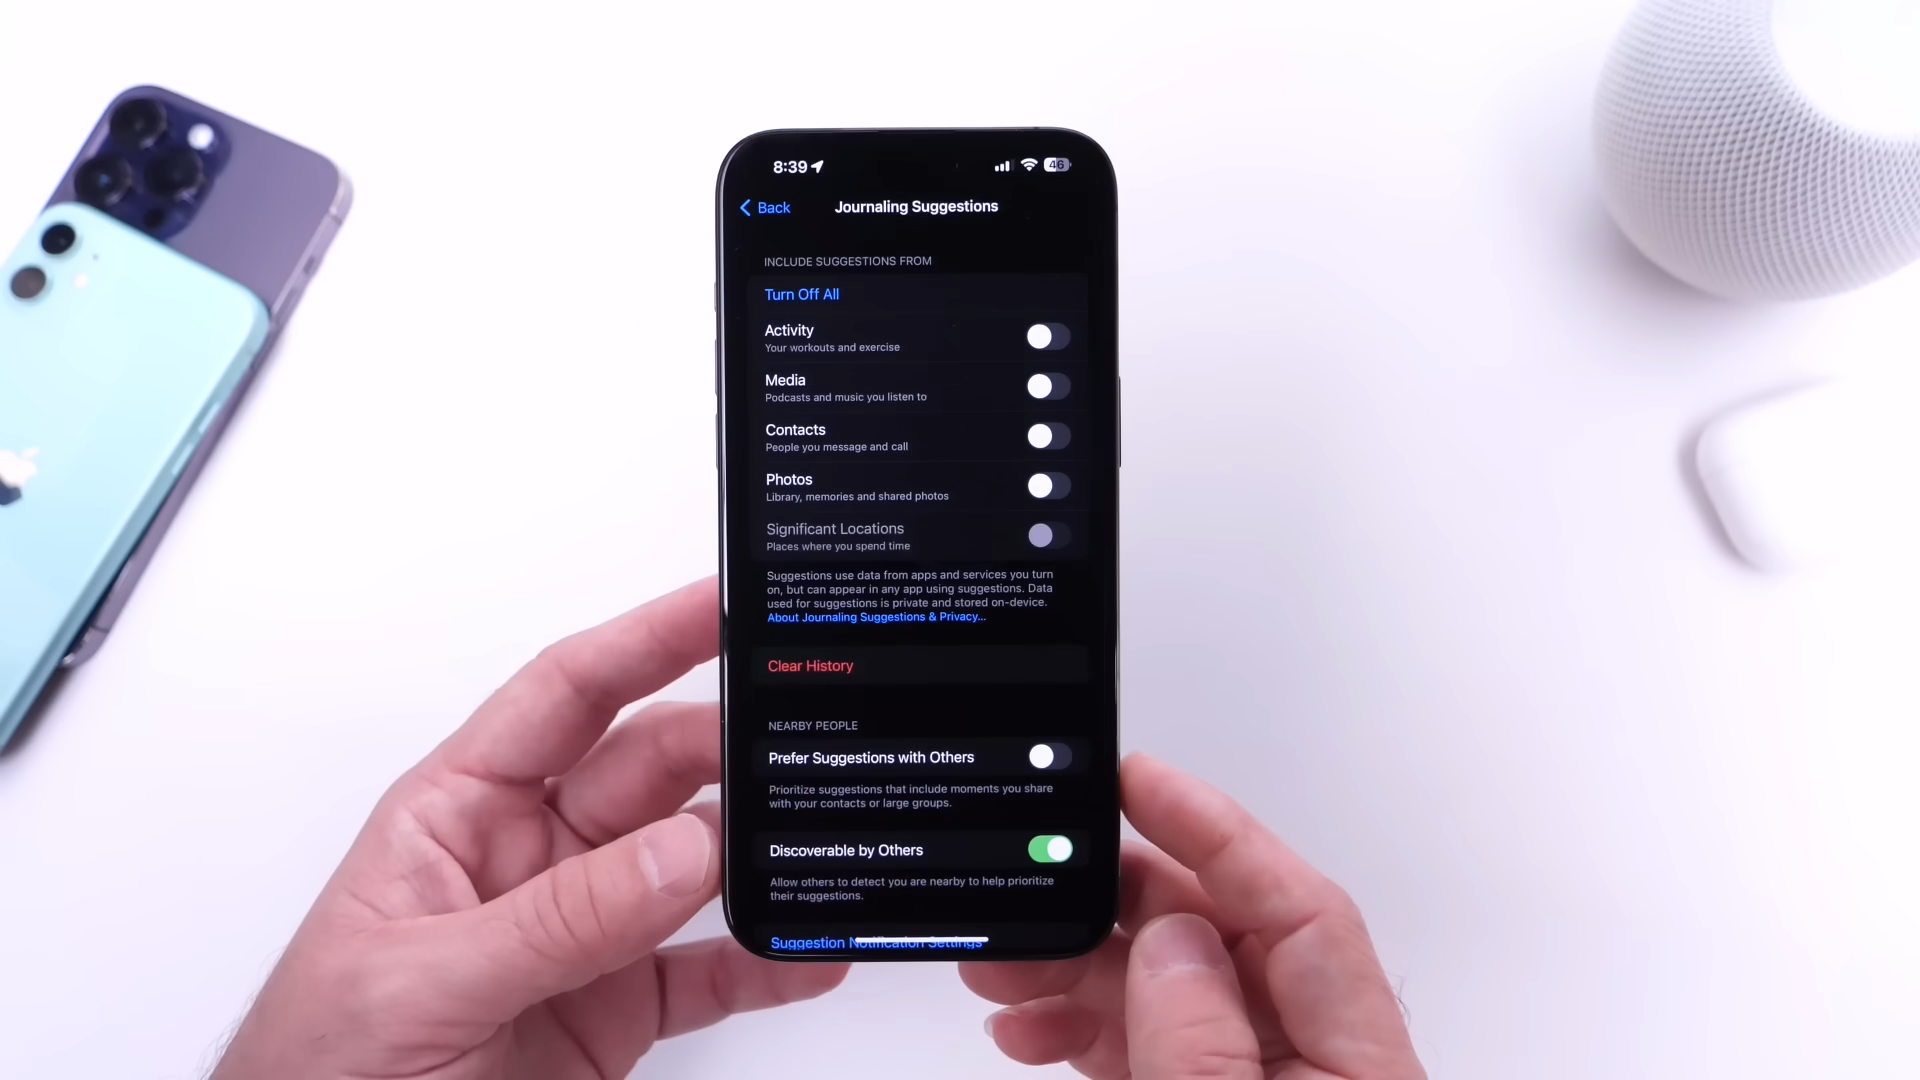 8:39
46
Back
Journaling Suggestions
INCLUDE SUGGESTIONS FROM
Turn Off All
Activity
Your workouts and exercise
Media
Podcasts and music you listen to
Contacts
People you message and call
Photos
Library, memories and shared photos
Significant Locations
Places where you spend time
Suggestions use data from apps and services you turn
on, but can appear in any app using suggestions. Data
used for suggestions is private and stored on-device.
About Journaling Suggestions & Privacy...
Clear History
NEARBY PEOPLE
Prefer Suggestions with Others
Prioritize suggestions that include moments you share
with your contacts or large groups.
Discoverable by Others
Allow others to detect you are nearby to help prioritize
their suggestions.
Suggestion Notification Settings